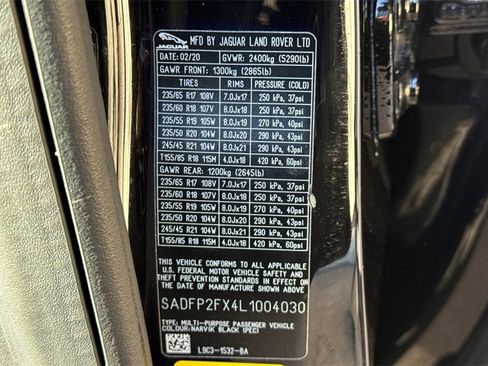 JAGUAR
MFD BY JAGUAR LAND ROVER LTD
DATE: 02/20 GVWR: 2400kg (5290lb)
GAWR FRONT: 1300kg (2865lb)
TIRES RIMS PRESSURE (COLD)
235/65 R17 108V 7.0Jx17 250 kPa, 37psi
235/60 R18 107V 8.0Jx18 250 kPa, 37psi
235/55 R19 105W 8.0Jx19 270 kPa, 40psi
235/50 R20 104W 8.0Jx20 290 kPa, 43psi
245/45 R21 104W 8.0Jx21 290 kPa, 43psi
T155/85 R18 115M 4.0Jx18 420 kPa, 60psi
GAWR REAR: 1200kg (2645lb)
235/65 R17 108V 7.0Jx17 250 kPa, 37psi
235/60 R18 107V 8.0Jx18 250 kPa, 37psi
235/55 R19 105W 8.0Jx19 270 kPa, 40psi
235/50 R20 104W 8.0Jx20 290 kPa, 43psi
245/45 R21 104W 8.0Jx21 290 kPa, 43psi
T155/85 R18 115M 4.0Jx18 420 kPa, 60psi
THIS VEHICLE CONFORMS TO ALL APPLICABLE
U.S. FEDERAL MOTOR VEHICLE SAFETY AND
THEFT PREVENTION STANDARDS IN EFFECT ON
THE DATE OF MANUFACTURE SHOWN ABOVE.
SADFP2FX4L1004030
TYPE: MULTI-PURPOSE PASSENGER VEHICLE
COLOUR: NARVIK BLACK (PEC)
L9C3-1532-BA